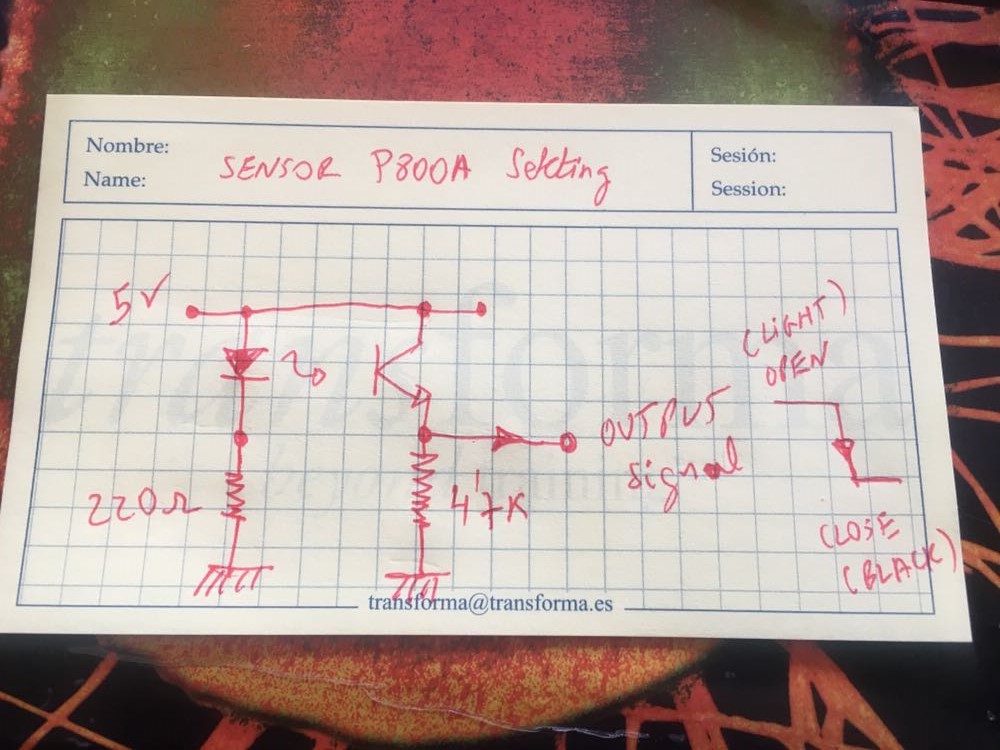 Nombre:
Name:
SENSOR P800A Setting
Sesión:
Session:
5V
(LIGHT)
OPEN
OUTPUT
signal
220Ω
4'7K
CLOSE
(BLACK)
transforma@transforma.es